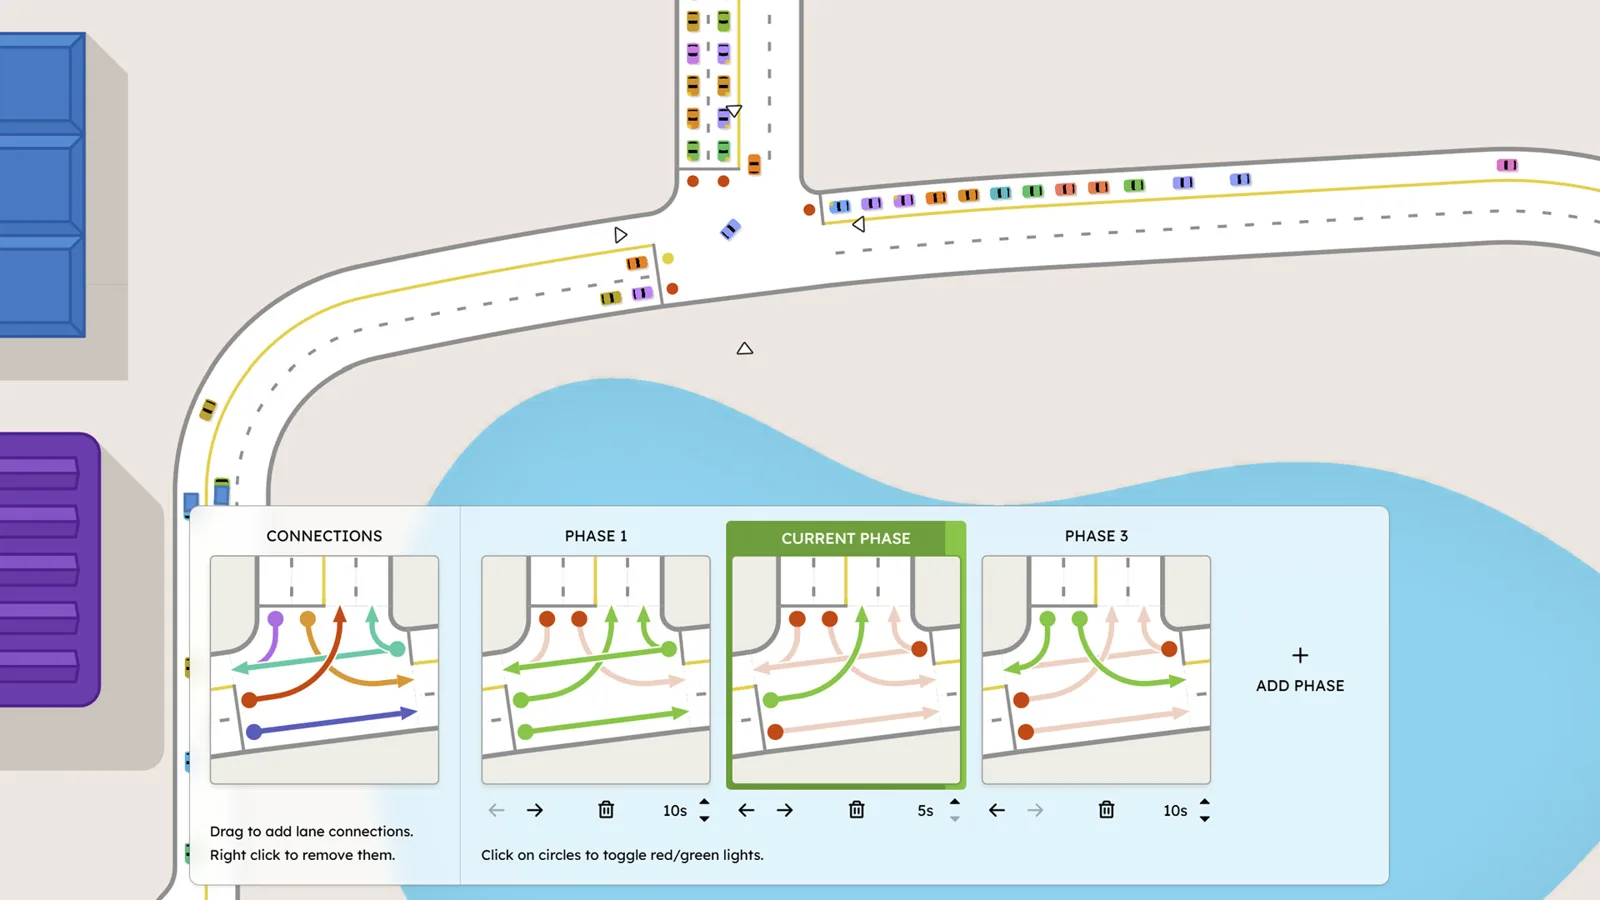 CONNECTIONS
PHASE 1
CURRENT PHASE
PHASE 3
ADD PHASE
10s
5s
10s
Drag to add lane connections.
Right click to remove them.
Click on circles to toggle red/green lights.